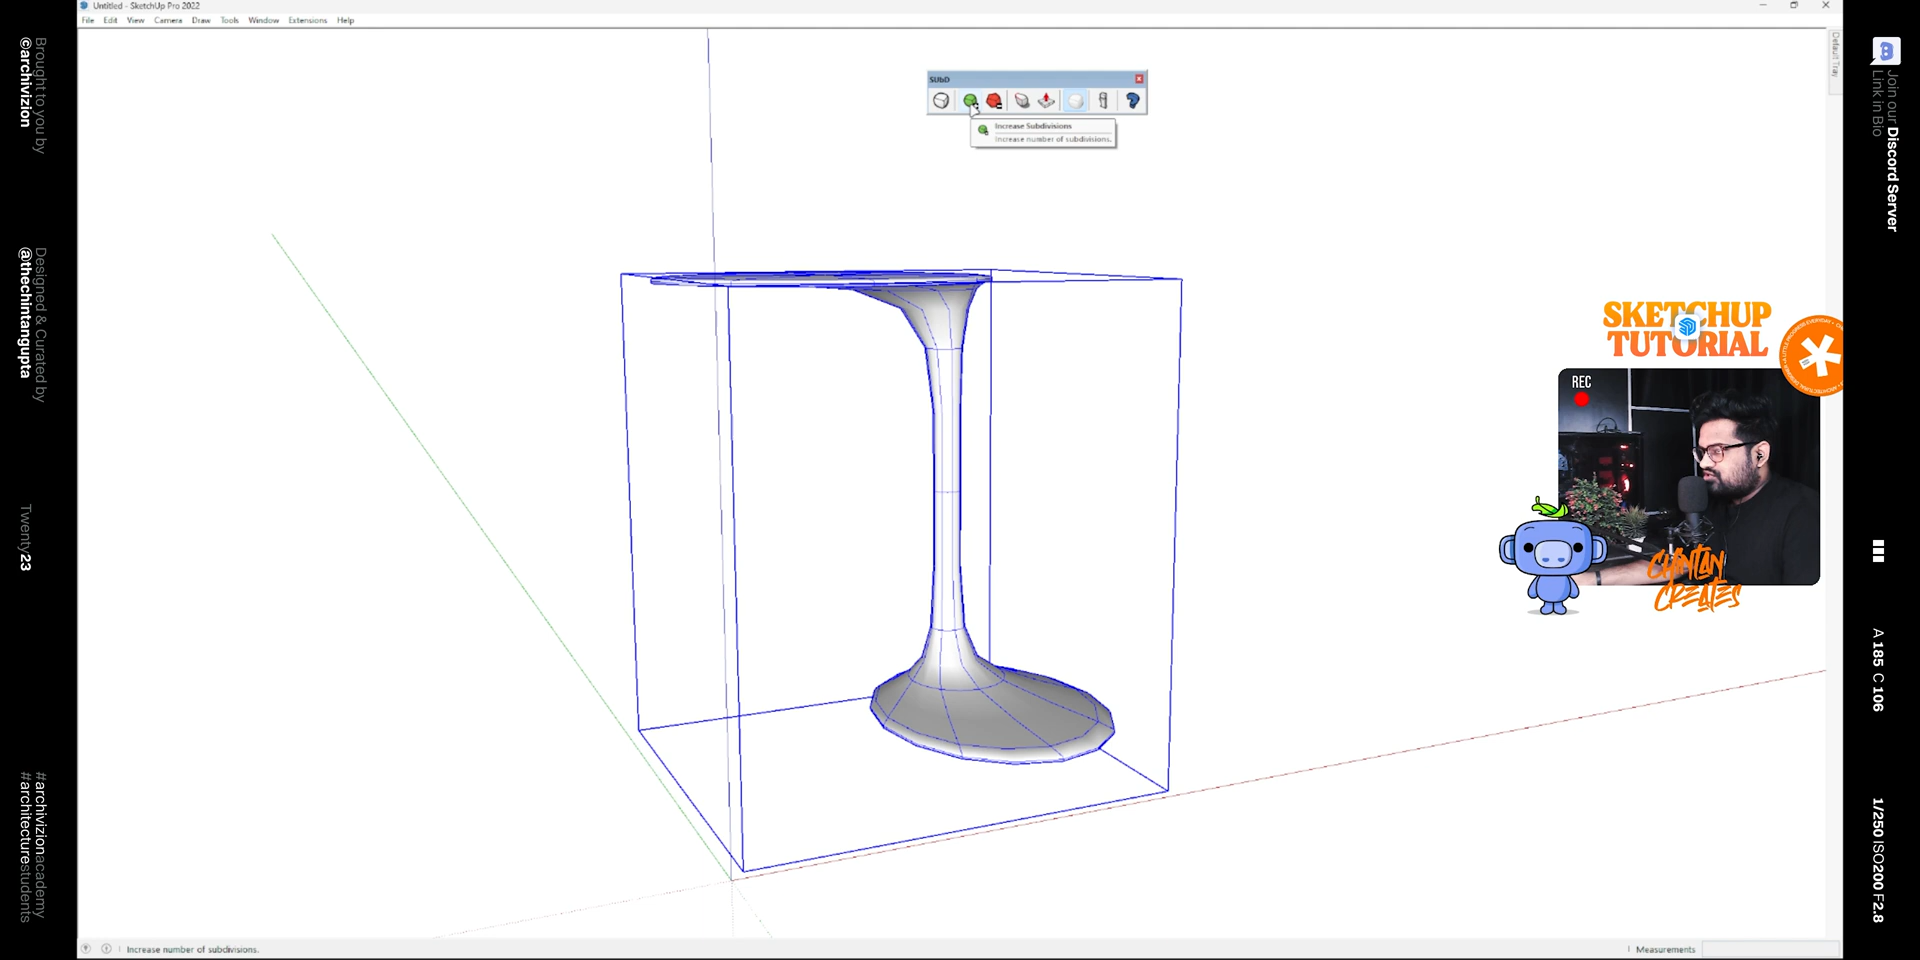 Untitled - SketchUp Pro 2022
File Edit View Camera Draw Tools Window Extensions Help
SUbD
Increase Subdivisions
Increase number of subdivisions.
Default Tray
Brought to you by
@archivizion
Designed & Curated by
@thechintangupta
Twenty23
#archivizionacademy
#architecturestudents
Join our Discord Server
Link in Bio
SKETCHUP
TUTORIAL
REC
CHINTAN
CREATES
A 185 C 106
1/250 ISO200 F2.8
Increase number of subdivisions.
Measurements